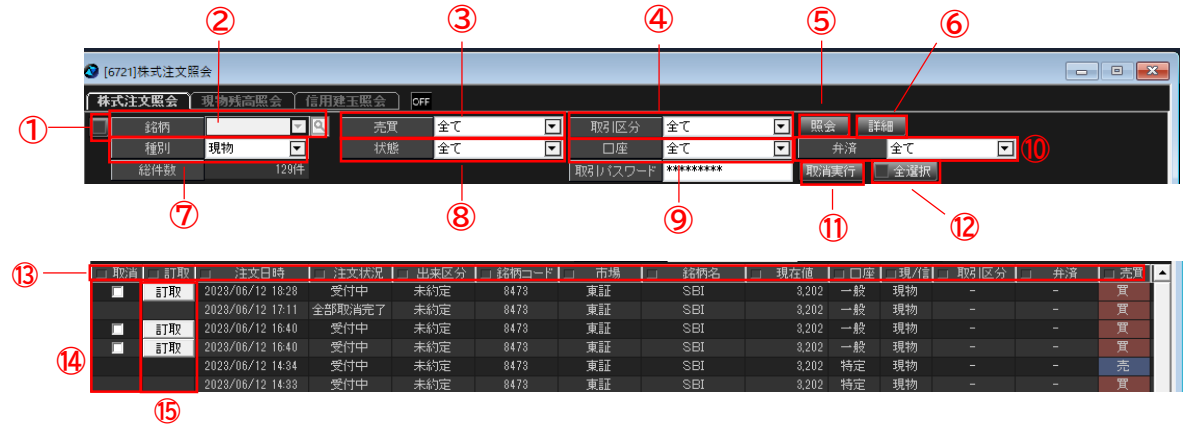 ② ③ ④ ⑤ ⑥
[6721]株式注文照会
株式注文照会 現物残高照会 信用建玉照会 OFF
① 銘柄 売買 全て 取引区分 全て 照会 詳細
種別 現物 状態 全て 口座 全て 弁済 全て ⑩
総件数 129件 取引パスワード ********* 取消実行 全選択
⑦ ⑧ ⑨ ⑪ ⑫
⑬ 取消 訂取 注文日時 注文状況 出来区分 銘柄コード 市場 銘柄名 現在値 口座 現/信 取引区分 弁済 売買
訂取 2023/06/12 18:28 受付中 未約定 8473 東証 SBI 3,202 一般 現物 - - 買
2023/06/12 17:11 全部取消完了 未約定 8473 東証 SBI 3,202 一般 現物 - - 買
訂取 2023/06/12 16:40 受付中 未約定 8473 東証 SBI 3,202 一般 現物 - - 買
⑭ 訂取 2023/06/12 16:40 受付中 未約定 8473 東証 SBI 3,202 一般 現物 - - 買
2023/06/12 14:34 受付中 未約定 8473 東証 SBI 3,202 特定 現物 - - 売
2023/06/12 14:33 受付中 未約定 8473 東証 SBI 3,202 特定 現物 - - 買
⑮